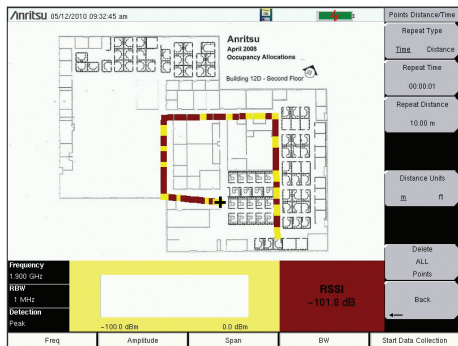 Anritsu 05/12/2010 09:32:45 am
Points Distance/Time
Repeat Type
Time Distance
Repeat Time
00:00:01
Repeat Distance
10.00 m
Distance Units
m ft
Delete
ALL
Points
Back
Anritsu
April 2008
Occupancy Allocations
Building 12D - Second Floor
Frequency
1.900 GHz
RBW
1 MHz
Detection
Peak
-100.0 dBm 0.0 dBm
RSSI
-101.8 dB
Freq Amplitude Span BW Start Data Collection